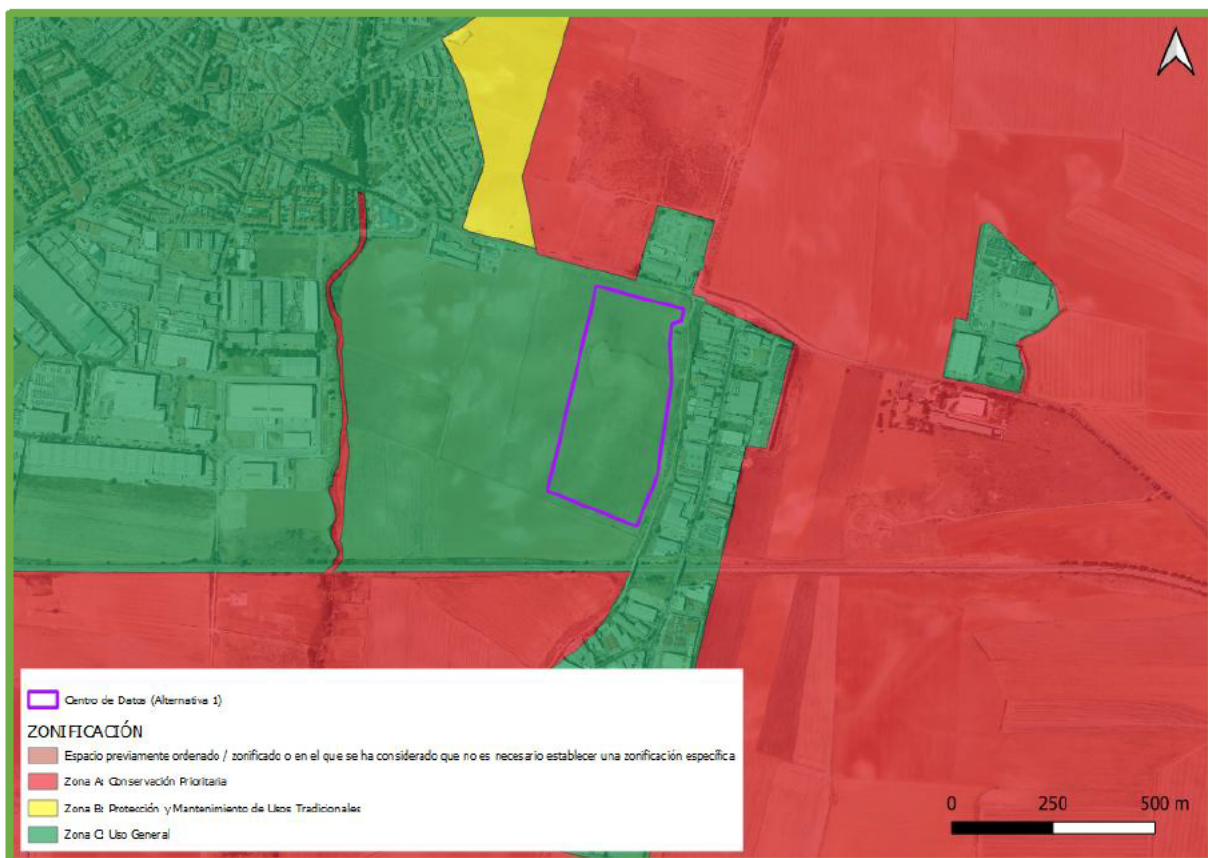 0 250 500 m
Centro de Datos (Alternativa 1)
ZONIFICACIÓN
Espacio previamente ordenado / zonificado o en el que se ha considerado que no es necesario establecer una zonificación específica
Zona A: Conservación Prioritaria
Zona B: Protección y Mantenimiento de Usos Tradicionales
Zona C: Uso General